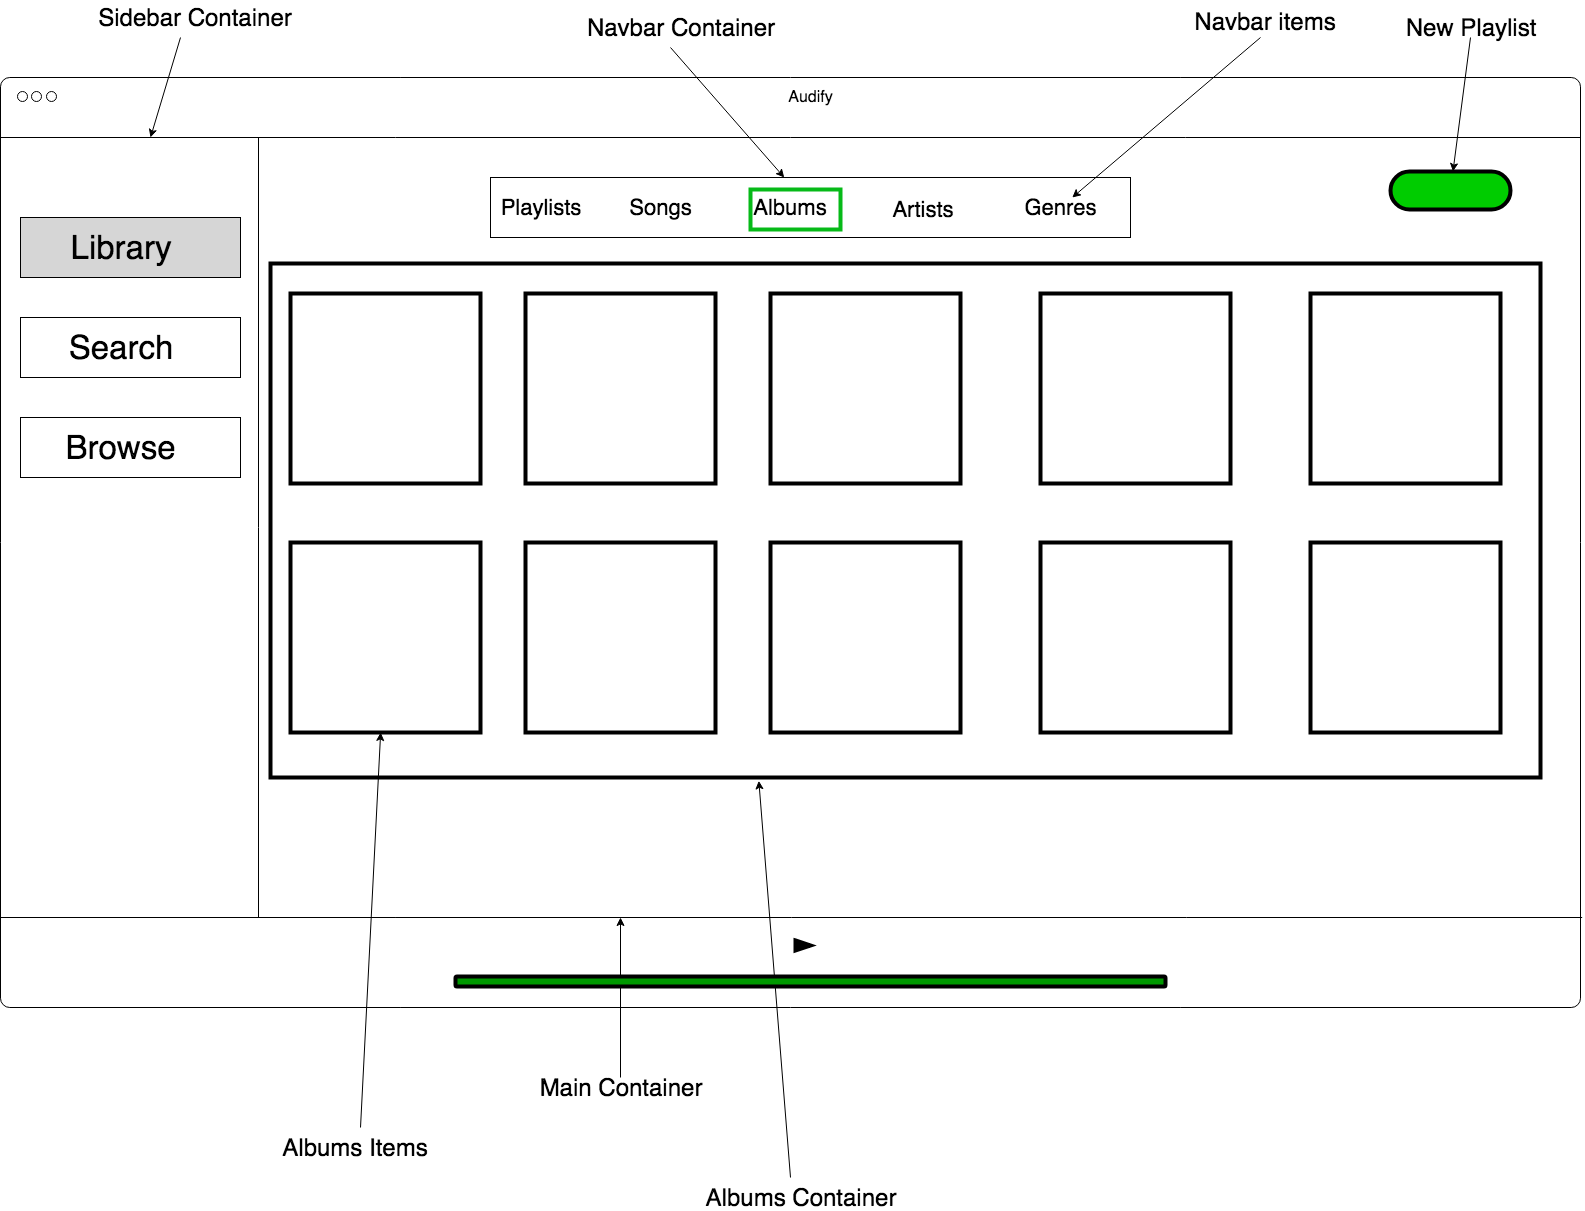 Sidebar Container
Navbar Container
Navbar items
New Playlist
Audify
Playlists
Songs
Albums
Artists
Genres
Library
Search
Browse
Main Container
Albums Items
Albums Container